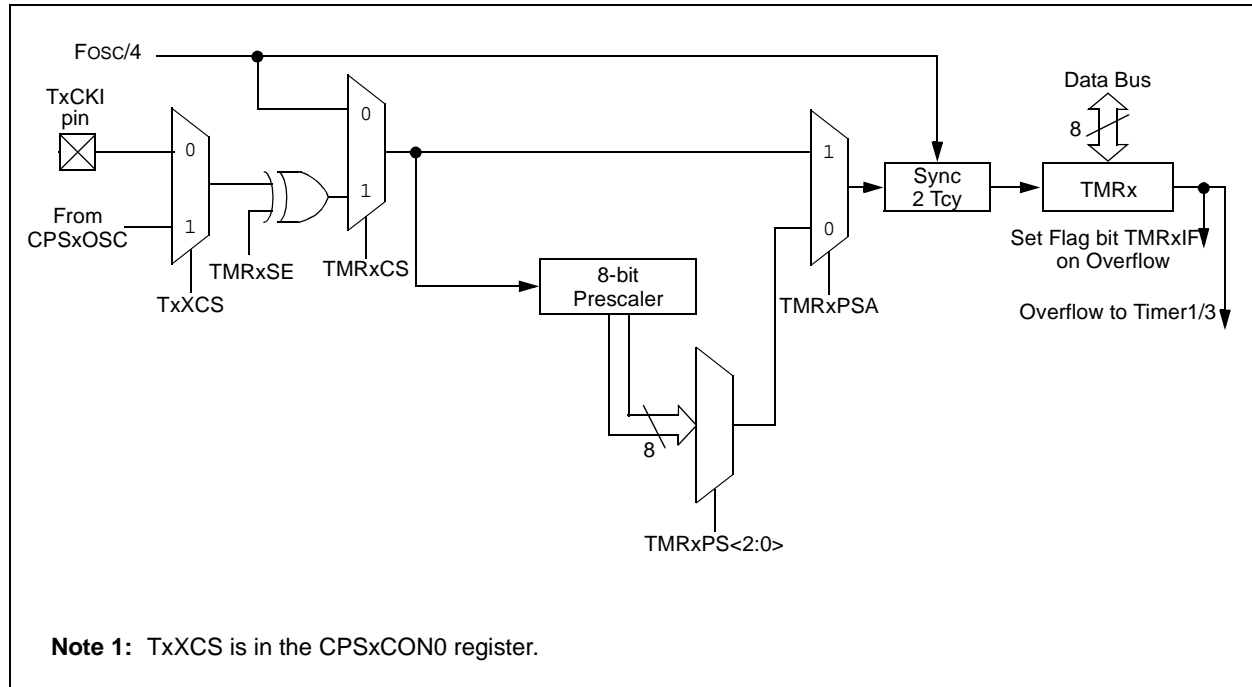 FOSC/4
TxCKI
pin
0
1
From
CPSxOSC
TxXCS
TMRxSE
0
1
TMRxCS
8-bit
Prescaler
8
TMRxPS<2:0>
1
0
TMRxPSA
Sync
2 Tcy
Data Bus
8
TMRx
Set Flag bit TMRxIF
on Overflow
Overflow to Timer1/3
Note 1: TxXCS is in the CPSxCON0 register.